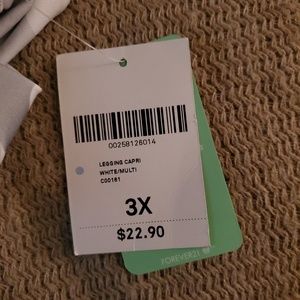 00258126014
LEGGING CAPRI
WHITE/MULTI
C00161
3X
$22.90
FOREVER21